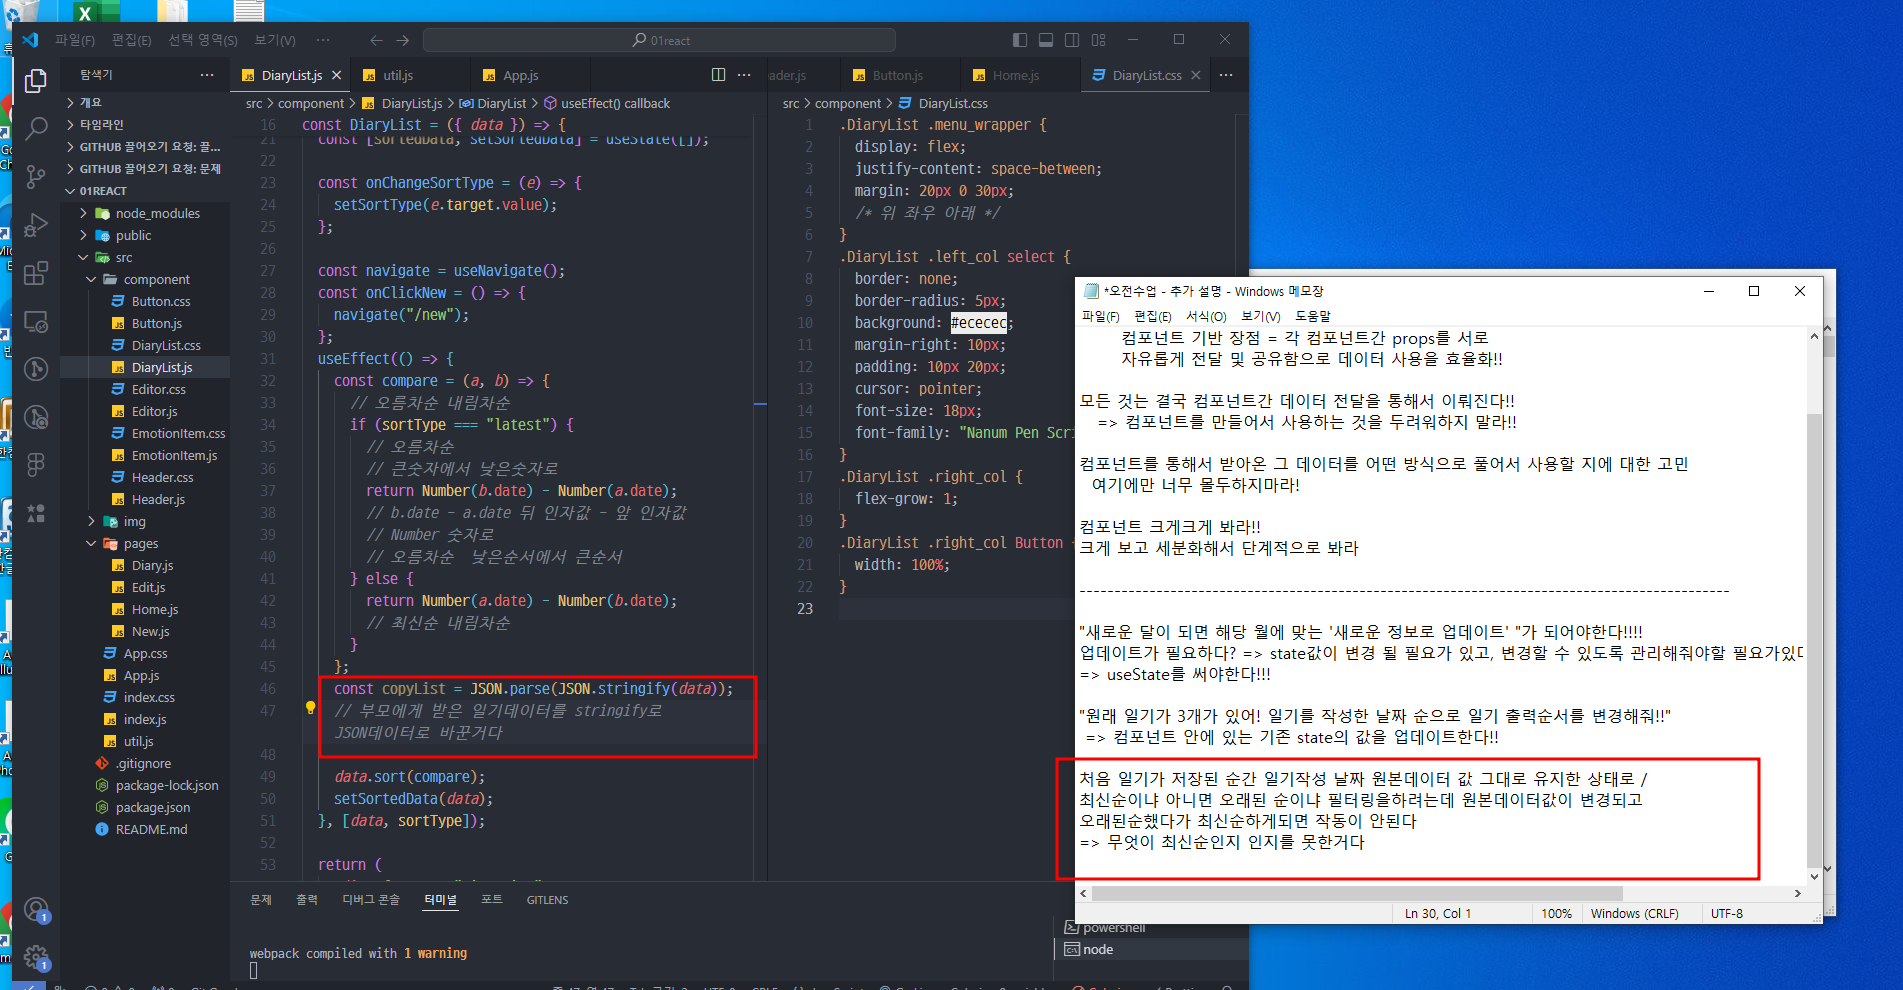 파일(F) 편집(E) 선택 영역(S) 보기(V) ··· 01react
탐색기 ···
개요
타임라인
GITHUB 끌어오기 요청: 끌...
GITHUB 끌어오기 요청: 문제
01REACT
node_modules
public
src
component
Button.css
Button.js
DiaryList.css
DiaryList.js
Editor.css
Editor.js
EmotionItem.css
EmotionItem.js
Header.css
Header.js
img
pages
Diary.js
Edit.js
Home.js
New.js
App.css
App.js
index.css
index.js
util.js
.gitignore
package-lock.json
package.json
README.md
DiaryList.js util.js App.js
src > component > DiaryList.js > DiaryList > useEffect() callback
16 const DiaryList = ({ data }) => {
21 const [sortedData, setSortedData] = useState([]);
22
23 const onChangeSortType = (e) => {
24 setSortType(e.target.value);
25 };
26
27 const navigate = useNavigate();
28 const onClickNew = () => {
29 navigate("/new");
30 };
31 useEffect(() => {
32 const compare = (a, b) => {
33 // 오름차순 내림차순
34 if (sortType === "latest") {
35 // 오름차순
36 // 큰숫자에서 낮은숫자로
37 return Number(b.date) - Number(a.date);
38 // b.date - a.date 뒤 인자값 - 앞 인자값
39 // Number 숫자로
40 // 오름차순 낮은순서에서 큰순서
41 } else {
42 return Number(a.date) - Number(b.date);
43 // 최신순 내림차순
44 }
45 };
46 const copyList = JSON.parse(JSON.stringify(data));
47 // 부모에게 받은 일기데이터를 stringify로
JSON데이터로 바꾼거다
48
49 data.sort(compare);
50 setSortedData(data);
51 }, [data, sortType]);
52
53 return (
문제 출력 디버그 콘솔 터미널 포트 GITLENS
webpack compiled with 1 warning
powershell
node
ader.js Button.js Home.js DiaryList.css
src > component > DiaryList.css
1 .DiaryList .menu_wrapper {
2 display: flex;
3 justify-content: space-between;
4 margin: 20px 0 30px;
5 /* 위 좌우 아래 */
6 }
7 .DiaryList .left_col select {
8 border: none;
9 border-radius: 5px;
10 background: #ececec;
11 margin-right: 10px;
12 padding: 10px 20px;
13 cursor: pointer;
14 font-size: 18px;
15 font-family: "Nanum Pen Scri
16 }
17 .DiaryList .right_col {
18 flex-grow: 1;
19 }
20 .DiaryList .right_col Button {
21 width: 100%;
22 }
23
*오전수업 - 추가 설명 - Windows 메모장
파일(F) 편집(E) 서식(O) 보기(V) 도움말
컴포넌트 기반 장점 = 각 컴포넌트간 props를 서로
자유롭게 전달 및 공유함으로 데이터 사용을 효율화!!
모든 것는 결국 컴포넌트간 데이터 전달을 통해서 이뤄진다!!
=> 컴포넌트를 만들어서 사용하는 것을 두려워하지 말라!!
컴포넌트를 통해서 받아온 그 데이터를 어떤 방식으로 풀어서 사용할 지에 대한 고민
여기에만 너무 몰두하지마라!
컴포넌트 크게크게 봐라!!
크게 보고 세분화해서 단계적으로 봐라
"새로운 달이 되면 해당 월에 맞는 '새로운 정보로 업데이트' "가 되어야한다!!!!
업데이트가 필요하다? => state값이 변경 될 필요가 있고, 변경할 수 있도록 관리해줘야할 필요가있다
=> useState를 써야한다!!!
"원래 일기가 3개가 있어! 일기를 작성한 날짜 순으로 일기 출력순서를 변경해줘!!"
=> 컴포넌트 안에 있는 기존 state의 값을 업데이트한다!!
처음 일기가 저장된 순간 일기작성 날짜 원본데이터 값 그대로 유지한 상태로 /
최신순이냐 아니면 오래된 순이냐 필터링을하려는데 원본데이터값이 변경되고
오래된순했다가 최신순하게되면 작동이 안된다
=> 무엇이 최신순인지 인지를 못한거다
Ln 30, Col 1 100% Windows (CRLF) UTF-8